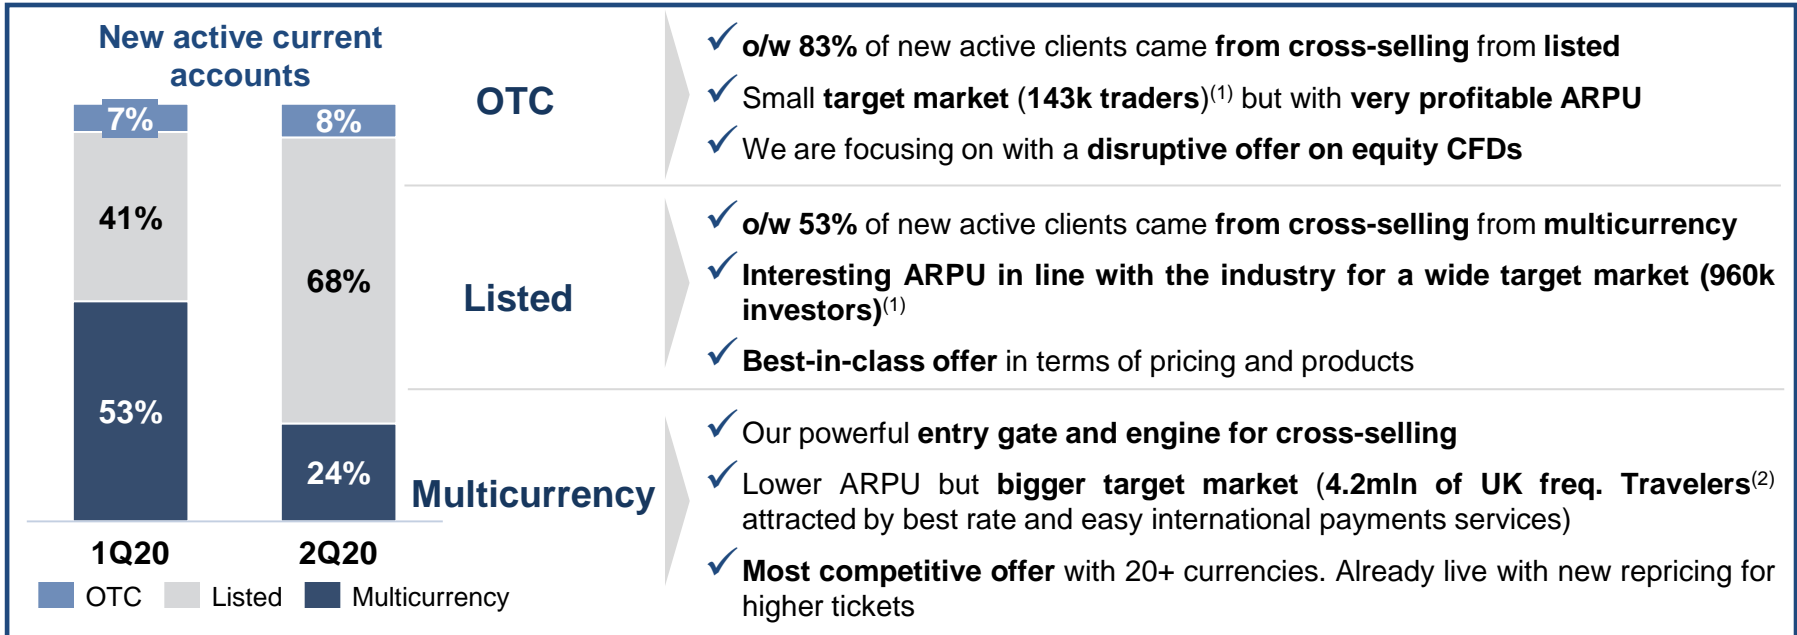 New active current
accounts
7%
8%
41%
68%
53%
24%
1Q20
2Q20
OTC
Listed
Multicurrency
OTC
✓ o/w 83% of new active clients came from cross-selling from listed
✓ Small target market (143k traders)(1) but with very profitable ARPU
✓ We are focusing on with a disruptive offer on equity CFDs
Listed
✓ o/w 53% of new active clients came from cross-selling from multicurrency
✓ Interesting ARPU in line with the industry for a wide target market (960k
investors)(1)
✓ Best-in-class offer in terms of pricing and products
Multicurrency
✓ Our powerful entry gate and engine for cross-selling
✓ Lower ARPU but bigger target market (4.2mln of UK freq. Travelers(2)
attracted by best rate and easy international payments services)
✓ Most competitive offer with 20+ currencies. Already live with new repricing for
higher tickets